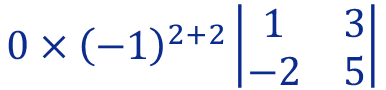 0 × (−1)²⁺² |1 3|
|−2 5|